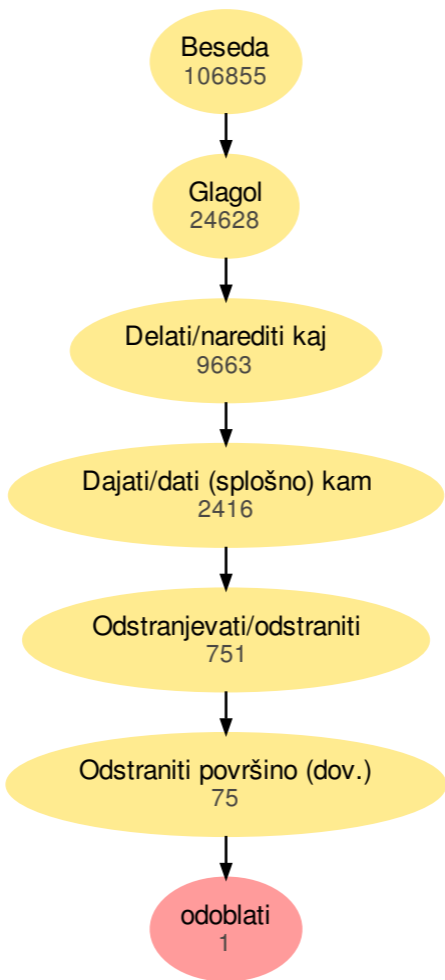 Beseda
106855
Glagol
24628
Delati/narediti kaj
9663
Dajati/dati (splošno) kam
2416
Odstranjevati/odstraniti
751
Odstraniti površino (dov.)
75
odoblati
1